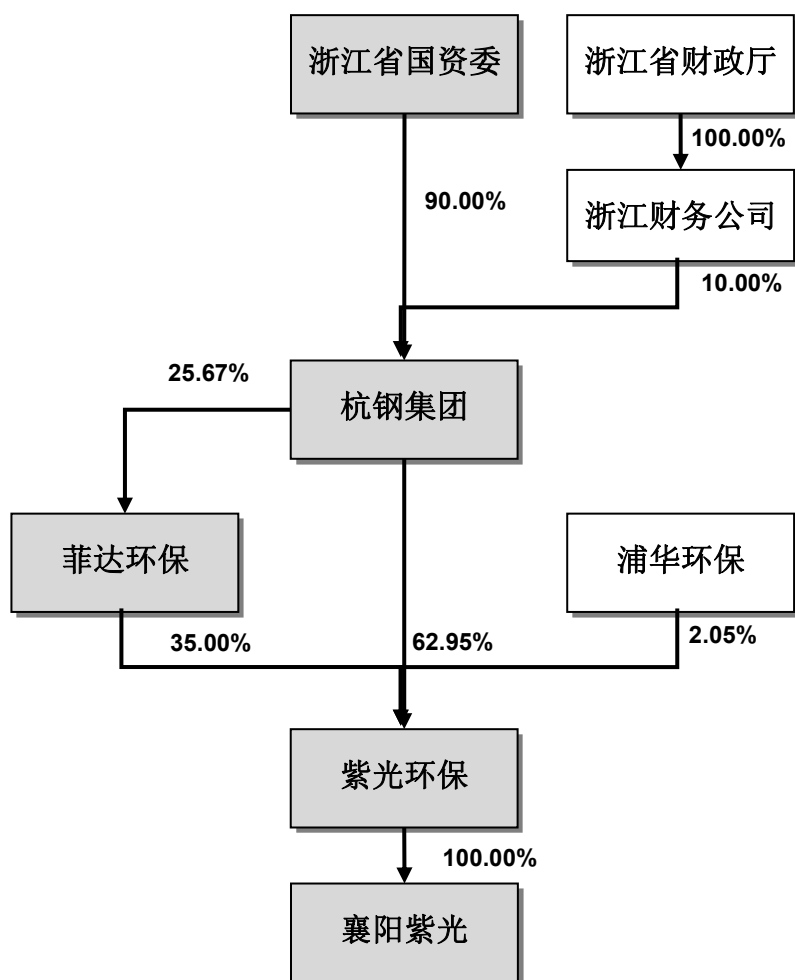 浙江省国资委
浙江省财政厅
100.00%
90.00%
浙江财务公司
10.00%
25.67%
杭钢集团
菲达环保
浦华环保
35.00%
62.95%
2.05%
紫光环保
100.00%
襄阳紫光